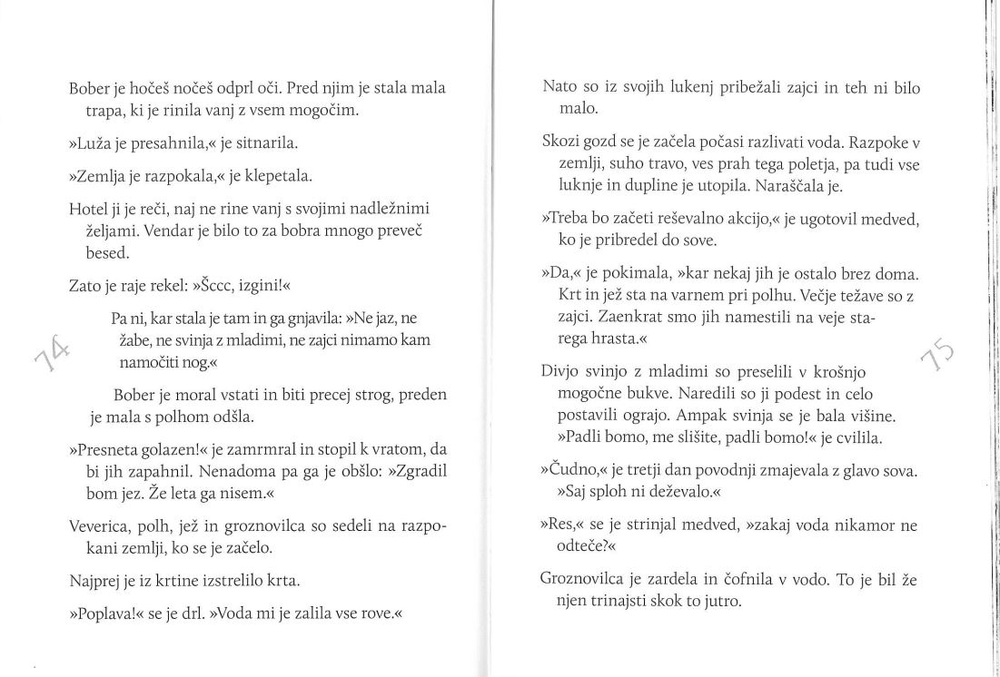 Bober je hočeš nočeš odprl oči. Pred njim je stala mala
trapa, ki je rinila vanj z vsem mogočim.
»Luža je presahnila,« je sitnarila.
»Zemlja je razpokala,« je klepetala.
Hotel ji je reči, naj ne rine vanj s svojimi nadležnimi
željami. Vendar je bilo to za bobra mnogo preveč
besed.
Zato je raje rekel: »Šccc, izgini!«
Pa ni, kar stala je tam in ga gnjavila: »Ne jaz, ne
žabe, ne svinja z mladimi, ne zajci nimamo kam
namočiti nog.«
Bober je moral vstati in biti precej strog, preden
je mala s polhom odšla.
»Presneta golazen!« je zamrmral in stopil k vratom, da
bi jih zapahnil. Nenadoma pa ga je obšlo: »Zgradil
bom jez. Že leta ga nisem.«
Veverica, polh, jež in groznovilca so sedeli na razpo-
kani zemlji, ko se je začelo.
Najprej je iz krtine izstrelilo krta.
»Poplava!« se je drl. »Voda mi je zalila vse rove.«
74
Nato so iz svojih lukenj pribežali zajci in teh ni bilo
malo.
Skozi gozd se je začela počasi razlivati voda. Razpoke v
zemlji, suho travo, ves prah tega poletja, pa tudi vse
luknje in dupline je utopila. Naraščala je.
»Treba bo začeti reševalno akcijo,« je ugotovil medved,
ko je pribredel do sove.
»Da,« je pokimala, »kar nekaj jih je ostalo brez doma.
Krt in jež sta na varnem pri polhu. Večje težave so z
zajci. Zaenkrat smo jih namestili na veje sta-
rega hrasta.«
Divjo svinjo z mladimi so preselili v krošnjo
mogočne bukve. Naredili so ji podest in celo
postavili ograjo. Ampak svinja se je bala višine.
»Padli bomo, me slišite, padli bomo!« je cvilila.
»Čudno,« je tretji dan povodnji zmajevala z glavo sova.
»Saj sploh ni deževalo.«
»Res,« se je strinjal medved, »zakaj voda nikamor ne
odteče?«
Groznovilca je zardela in čofnila v vodo. To je bil že
njen trinajsti skok to jutro.
75